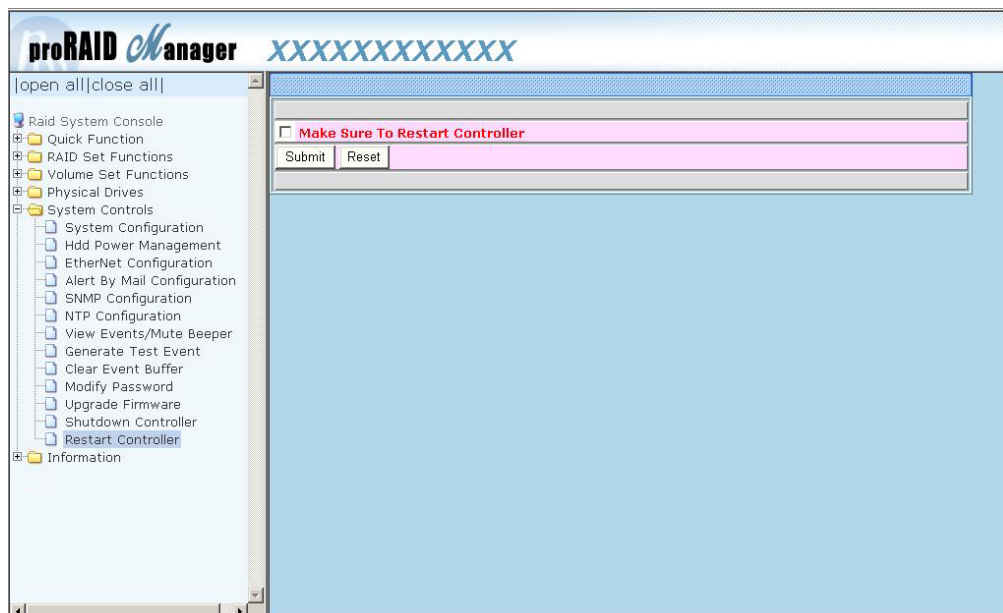 proRAID Manager XXXXXXXXXXXX
|open all|close all|
Raid System Console
Quick Function
RAID Set Functions
Volume Set Functions
Physical Drives
System Controls
System Configuration
Hdd Power Management
EtherNet Configuration
Alert By Mail Configuration
SNMP Configuration
NTP Configuration
View Events/Mute Beeper
Generate Test Event
Clear Event Buffer
Modify Password
Upgrade Firmware
Shutdown Controller
Restart Controller
Information
Make Sure To Restart Controller
Submit Reset